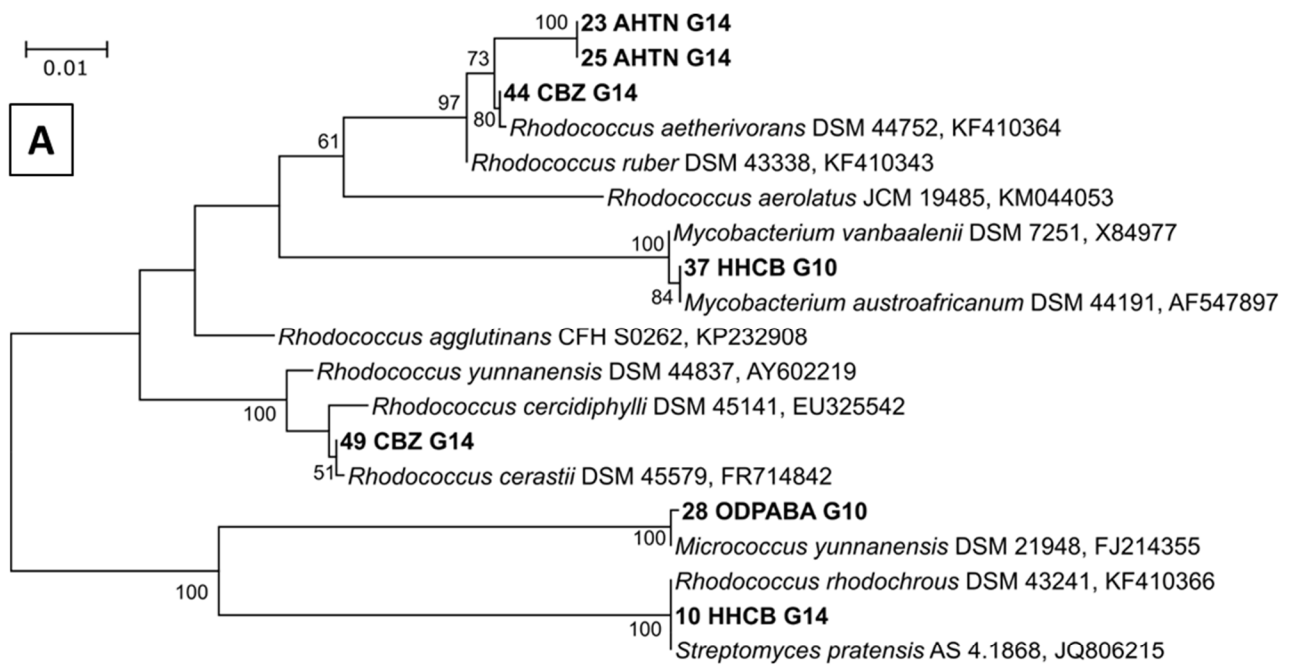 100 23 AHTN G14
0.01
25 AHTN G14
73
44 CBZ G14
97
80
Rhodococcus aetherivorans DSM 44752, KF410364
A
61
Rhodococcus ruber DSM 43338, KF410343
Rhodococcus aerolatus JCM 19485, KM044053
Mycobacterium vanbaalenii DSM 7251, X84977
100
37 HHCB G10
84
Mycobacterium austroafricanum DSM 44191, AF547897
Rhodococcus agglutinans CFH S0262, KP232908
Rhodococcus yunnanensis DSM 44837, AY602219
100
Rhodococcus cercidiphylli DSM 45141, EU325542
49 CBZ G14
51
Rhodococcus cerastii DSM 45579, FR714842
28 ODPABA G10
100
Micrococcus yunnanensis DSM 21948, FJ214355
Rhodococcus rhodochrous DSM 43241, KF410366
100
10 HHCB G14
100
Streptomyces pratensis AS 4.1868, JQ806215